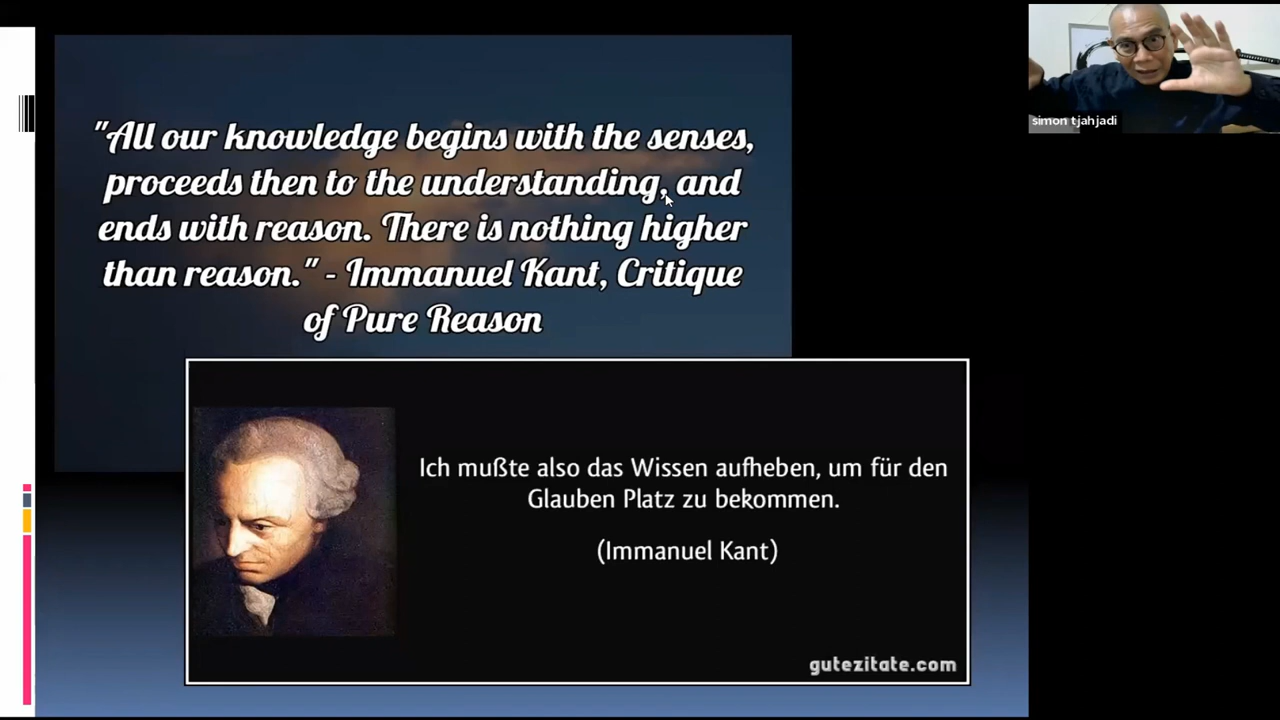 "All our knowledge begins with the senses,
proceeds then to the understanding, and
ends with reason. There is nothing higher
than reason." - Immanuel Kant, Critique
of Pure Reason
Ich mußte also das Wissen aufheben, um für den
Glauben Platz zu bekommen.
(Immanuel Kant)
gutezitate.com
simon tjahjadi